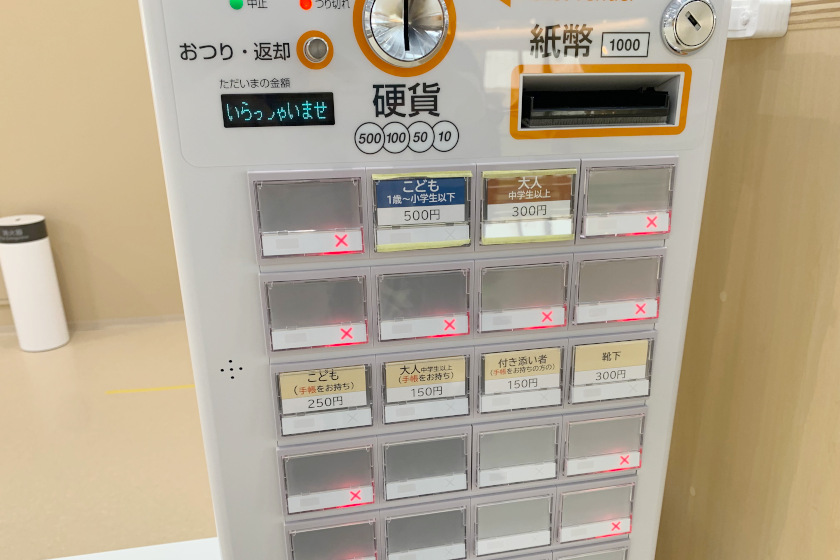 中止
つり切れ
おつり・返却
ただいまの金額
いらっしゃいませ
硬貨
500 100 50 10
紙幣 1000
こども
1歳～小学生以下
500円
大人
中学生以上
300円
こども
(手帳をお持ち)
250円
大人 中学生以上
(手帳をお持ち)
150円
付き添い者
(手帳をお持ちの方の)
150円
靴下
300円